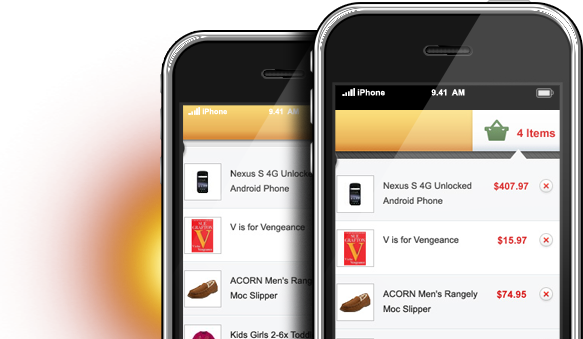 iPhone 9.41 AM
Nexus S 4G Unlocked
Android Phone
V is for Vengeance
ACORN Men's Rangely
Moc Slipper
Kids Girls 2-6x Toddl
iPhone 9.41 AM
4 Items
Nexus S 4G Unlocked
Android Phone
$407.97
V is for Vengeance
$15.97
ACORN Men's Rangely
Moc Slipper
$74.95